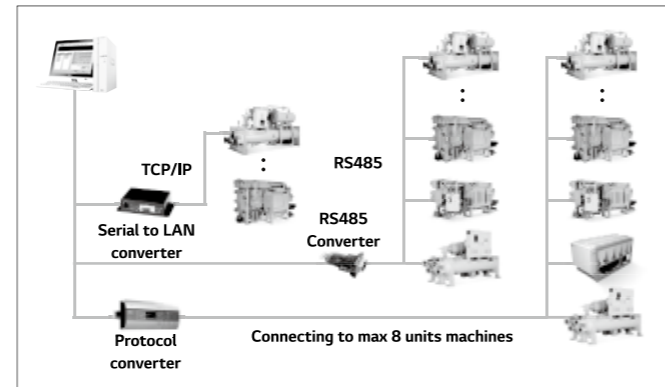 TCP/IP
Serial to LAN
converter
RS485
RS485
Converter
Protocol
converter
Connecting to max 8 units machines